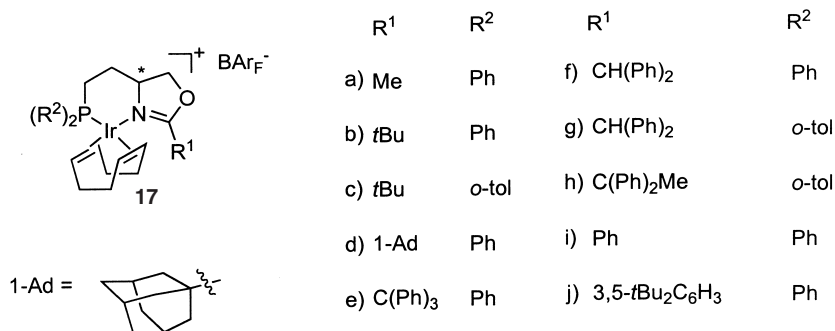 R¹ R² R¹ R²
] + BArF⁻
*
(R²)₂P N O
Ir R¹
17
a) Me Ph f) CH(Ph)₂ Ph
b) tBu Ph g) CH(Ph)₂ o-tol
c) tBu o-tol h) C(Ph)₂Me o-tol
d) 1-Ad Ph i) Ph Ph
1-Ad =
e) C(Ph)₃ Ph j) 3,5-tBu₂C₆H₃ Ph